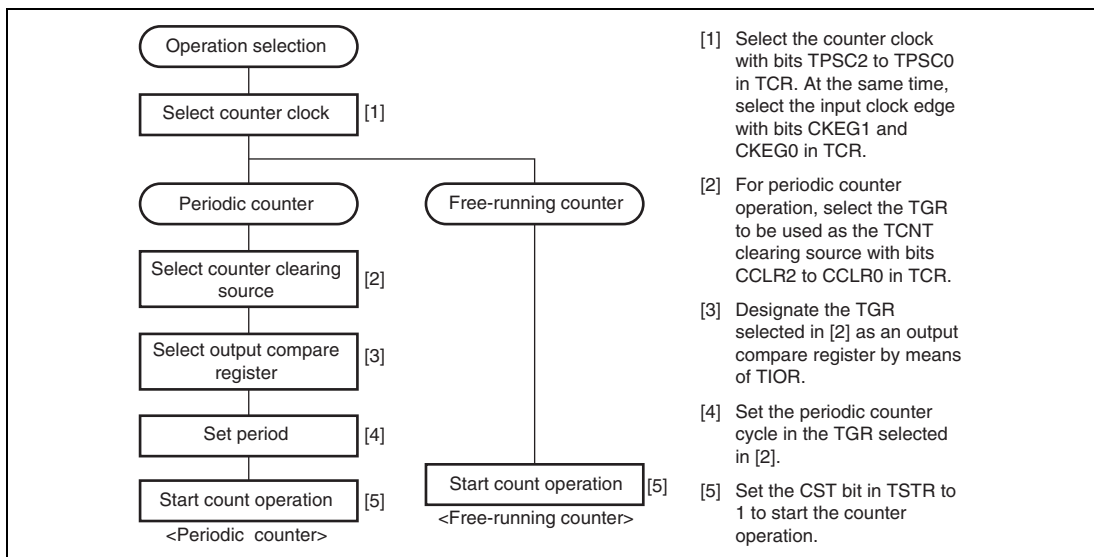 Operation selection
Select counter clock
[1]
Periodic counter
Free-running counter
Select counter clearing
source
[2]
Select output compare
register
[3]
Set period
[4]
Start count operation
[5]
<Periodic counter>
Start count operation
[5]
<Free-running counter>
[1] Select the counter clock
with bits TPSC2 to TPSC0
in TCR. At the same time,
select the input clock edge
with bits CKEG1 and
CKEG0 in TCR.
[2] For periodic counter
operation, select the TGR
to be used as the TCNT
clearing source with bits
CCLR2 to CCLR0 in TCR.
[3] Designate the TGR
selected in [2] as an output
compare register by means
of TIOR.
[4] Set the periodic counter
cycle in the TGR selected
in [2].
[5] Set the CST bit in TSTR to
1 to start the counter
operation.